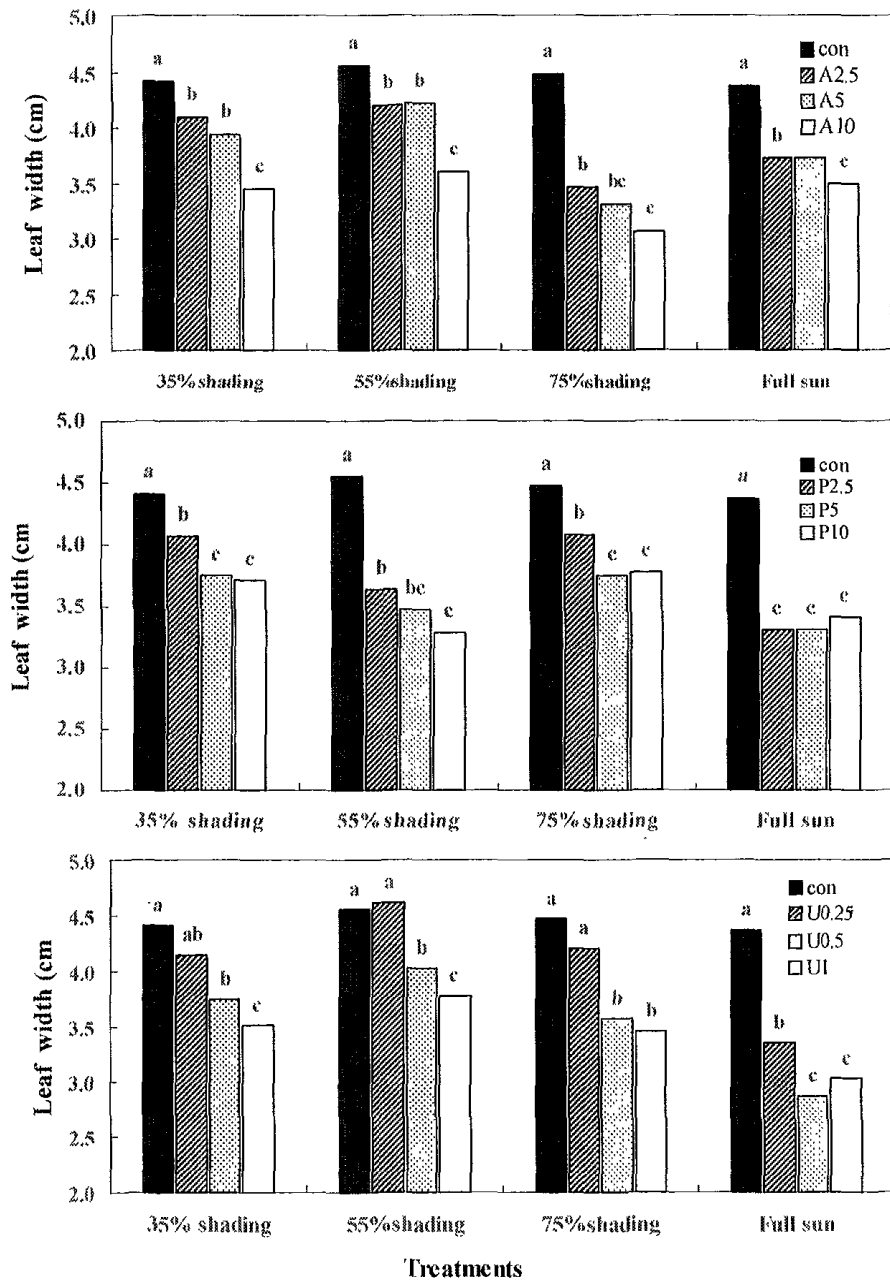 5.0
4.5
4.0
3.5
3.0
2.5
2.0
Leaf width (cm)
a
b
b
c
a
b
b
c
a
b
bc
c
a
b
c
con
A2.5
A5
A10
35%shading
55%shading
75%shading
Full sun
5.0
4.5
4.0
3.5
3.0
2.5
2.0
Leaf width (cm
a
b
c
c
a
b
bc
c
a
b
c
c
a
c
c
c
con
P2.5
P5
P10
35% shading
55%shading
75%shading
Full sun
5.0
4.5
4.0
3.5
3.0
2.5
2.0
Leaf width (cm
a
ab
b
c
a
a
b
c
a
a
b
b
a
b
c
c
con
U0.25
U0.5
U1
35% shading
55%shading
75%shading
Full sun
Treatments